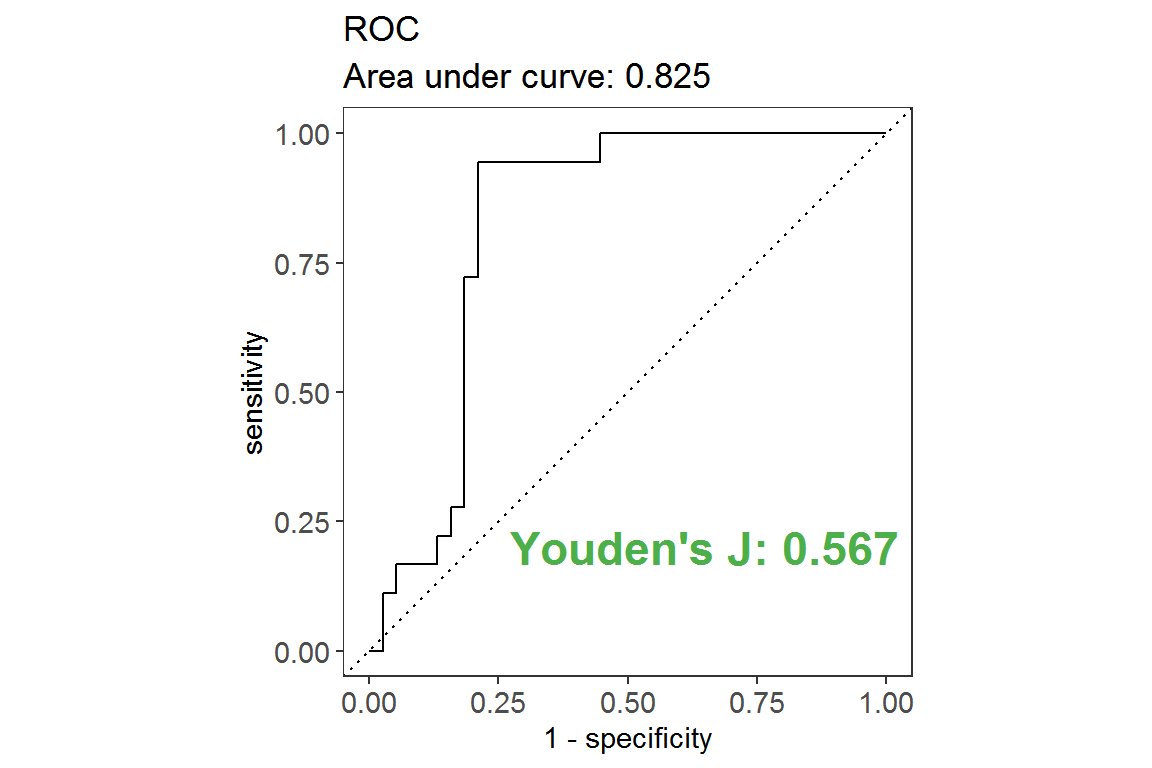 ROC
Area under curve: 0.825
1.00
0.75
0.50
0.25
0.00
sensitivity
Youden's J: 0.567
0.00 0.25 0.50 0.75 1.00
1 - specificity